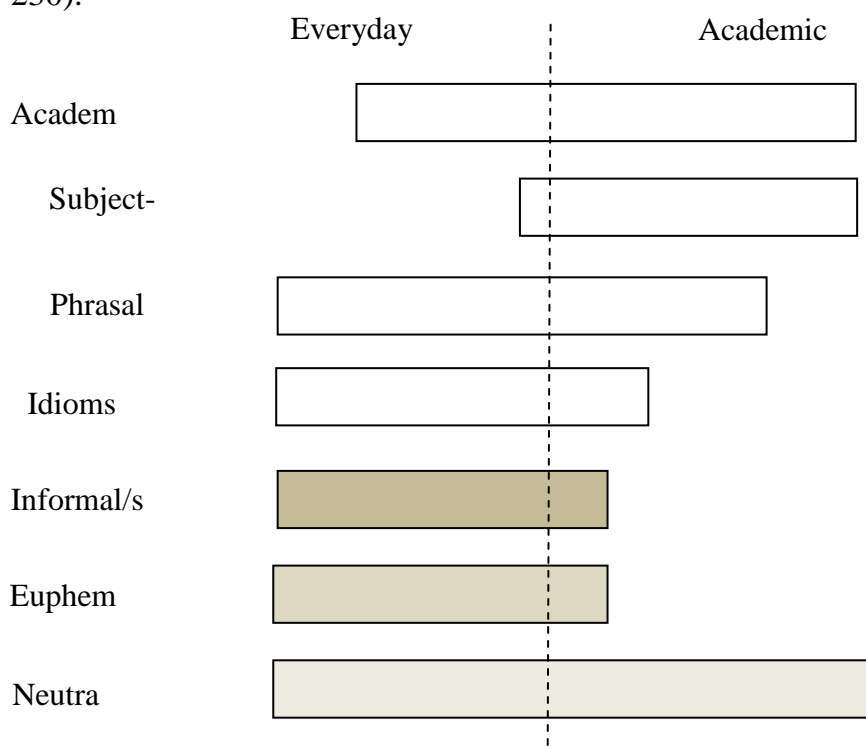 Everyday Academic
Academ
Subject-
Phrasal
Idioms
Informal/s
Euphem
Neutra